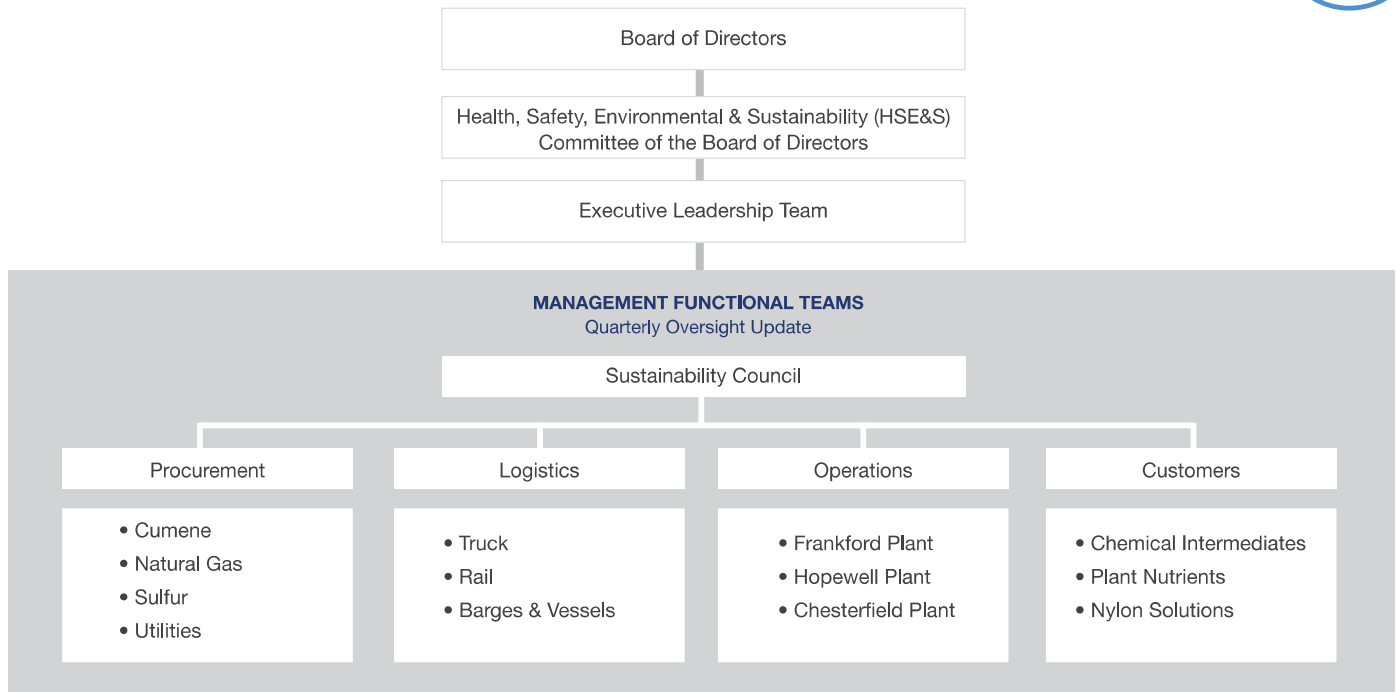 Board of Directors
Health, Safety, Environmental & Sustainability (HSE&S)
Committee of the Board of Directors
Executive Leadership Team
MANAGEMENT FUNCTIONAL TEAMS
Quarterly Oversight Update
Sustainability Council
Procurement
• Cumene
• Natural Gas
• Sulfur
• Utilities
Logistics
• Truck
• Rail
• Barges & Vessels
Operations
• Frankford Plant
• Hopewell Plant
• Chesterfield Plant
Customers
• Chemical Intermediates
• Plant Nutrients
• Nylon Solutions